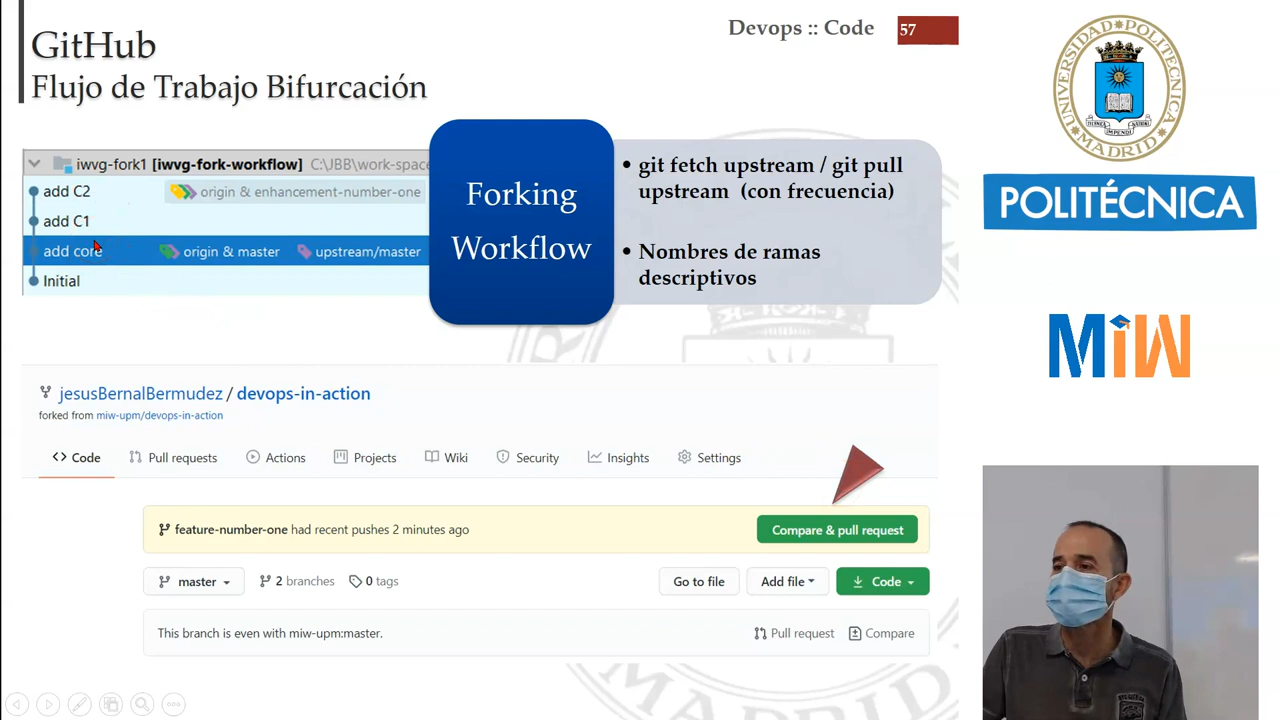 GitHub
Flujo de Trabajo Bifurcación
Devops :: Code
57
iwvg-fork1 [iwvg-fork-workflow] C:\JBB\work-space
add C2
origin & enhancement-number-one
add C1
add core
origin & master
upstream/master
Initial
Forking
Workflow
• git fetch upstream / git pull
upstream (con frecuencia)
• Nombres de ramas
descriptivos
jesusBernalBermudez / devops-in-action
forked from miw-upm/devops-in-action
Code
Pull requests
Actions
Projects
Wiki
Security
Insights
Settings
feature-number-one had recent pushes 2 minutes ago
Compare & pull request
master
2 branches
0 tags
Go to file
Add file
Code
This branch is even with miw-upm:master.
Pull request
Compare
UNIVERSIDAD POLITÉCNICA DE MADRID
POLITÉCNICA
MiW